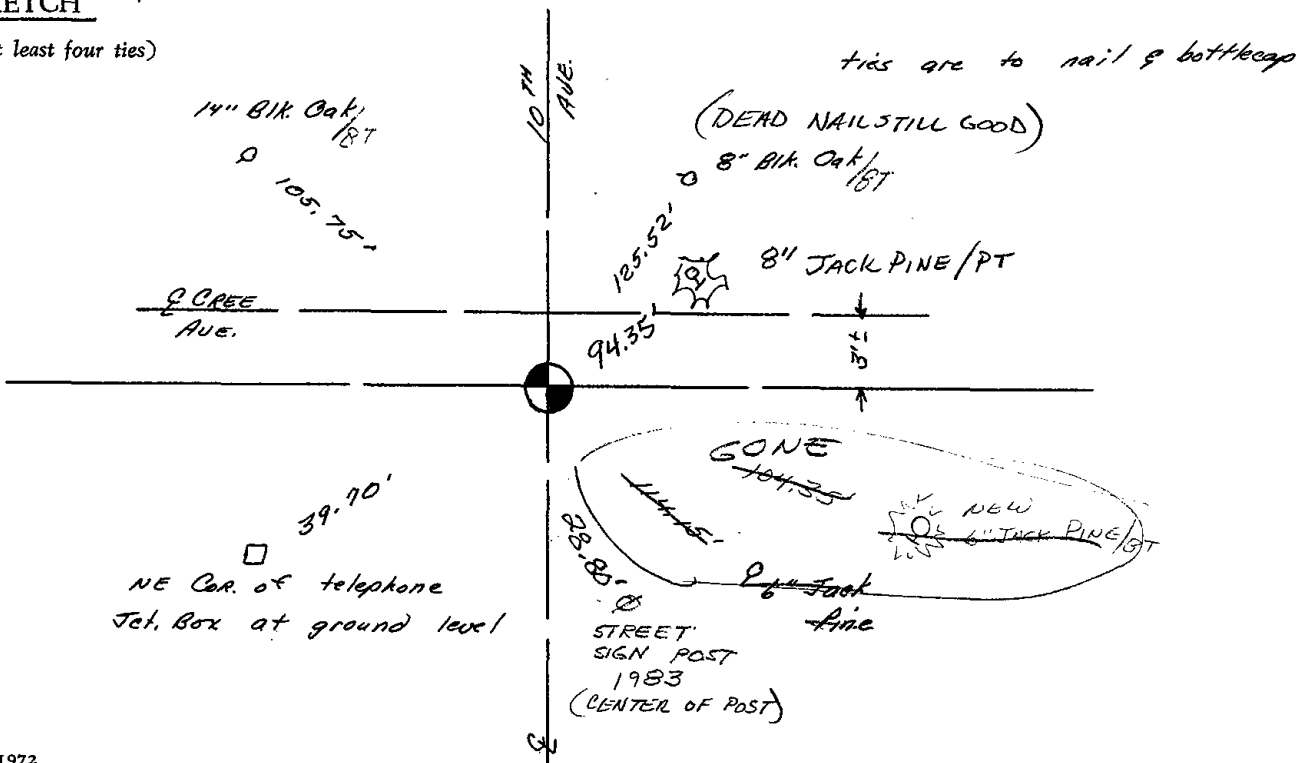 ETCH
t least four ties)
ties are to nail & bottlecap
10TH AVE.
14" Blk. Oak/BT
(DEAD NAIL STILL GOOD)
8" Blk. Oak/BT
105.75'
125.52'
8" JACK PINE/PT
℄ CREE
AVE.
94.35'
3'±
GONE
104.35'
NEW
6" JACK PINE/BT
39.70'
28.80'
6" Jack
Pine
NE COR. of telephone
Jct. Box at ground level
STREET
SIGN POST
1983
(CENTER OF POST)
℄
1972